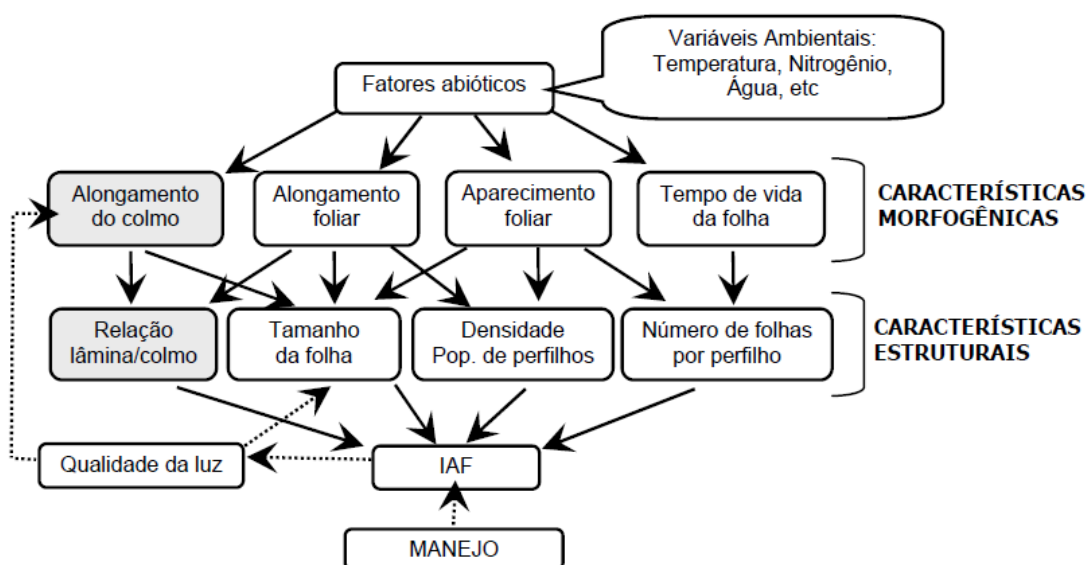 Variáveis Ambientais:
Temperatura, Nitrogênio,
Água, etc
Fatores abióticos
Alongamento
do colmo
Alongamento
foliar
Aparecimento
foliar
Tempo de vida
da folha
CARACTERÍSTICAS
MORFOGÊNICAS
Relação
lâmina/colmo
Tamanho
da folha
Densidade
Pop. de perfilhos
Número de folhas
por perfilho
CARACTERÍSTICAS
ESTRUTURAIS
Qualidade da luz
IAF
MANEJO